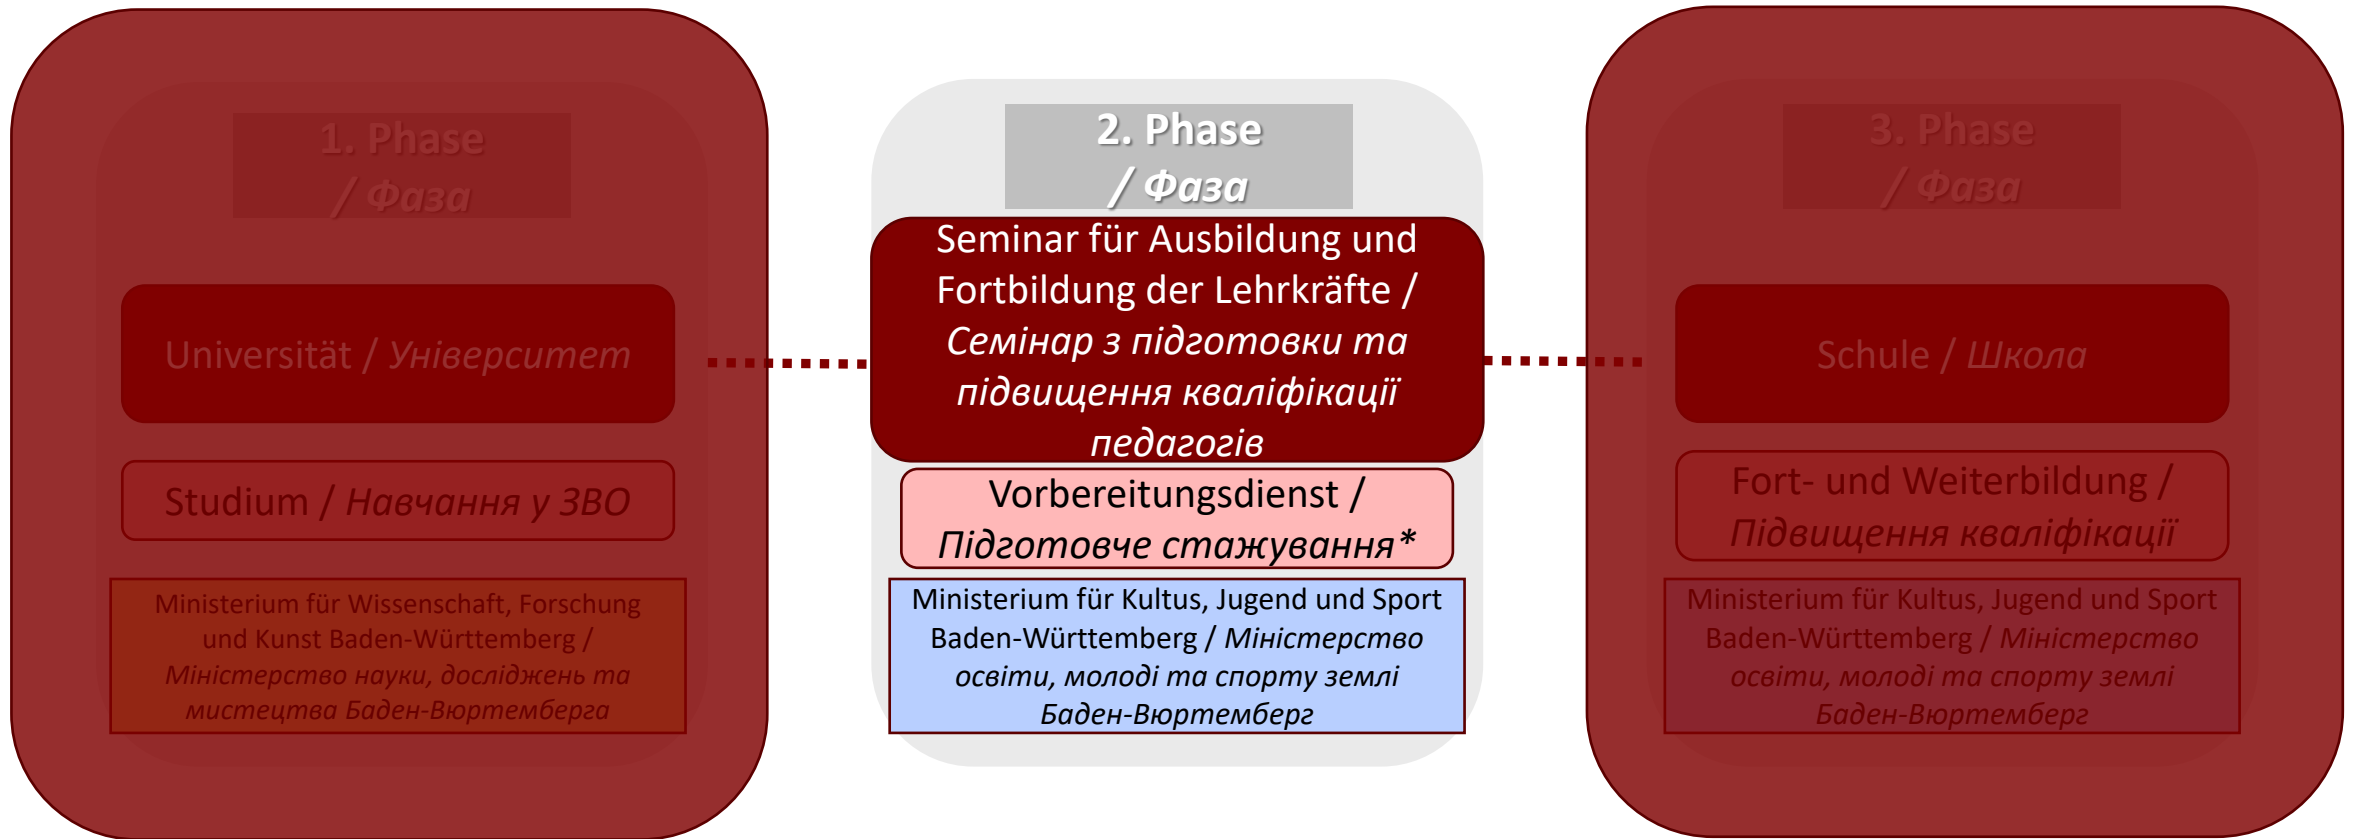 1. Phase
/ Фаза
Universität / Університет
Studium / Навчання у ЗВО
Ministerium für Wissenschaft, Forschung
und Kunst Baden-Württemberg /
Міністерство науки, досліджень та
мистецтва Баден-Вюртемберга
2. Phase
/ Фаза
Seminar für Ausbildung und
Fortbildung der Lehrkräfte /
Семінар з підготовки та
підвищення кваліфікації
педагогів
Vorbereitungsdienst /
Підготовче стажування*
Ministerium für Kultus, Jugend und Sport
Baden-Württemberg / Міністерство
освіти, молоді та спорту землі
Баден-Вюртемберг
3. Phase
/ Фаза
Schule / Школа
Fort- und Weiterbildung /
Підвищення кваліфікації
Ministerium für Kultus, Jugend und Sport
Baden-Württemberg / Міністерство
освіти, молоді та спорту землі
Баден-Вюртемберг